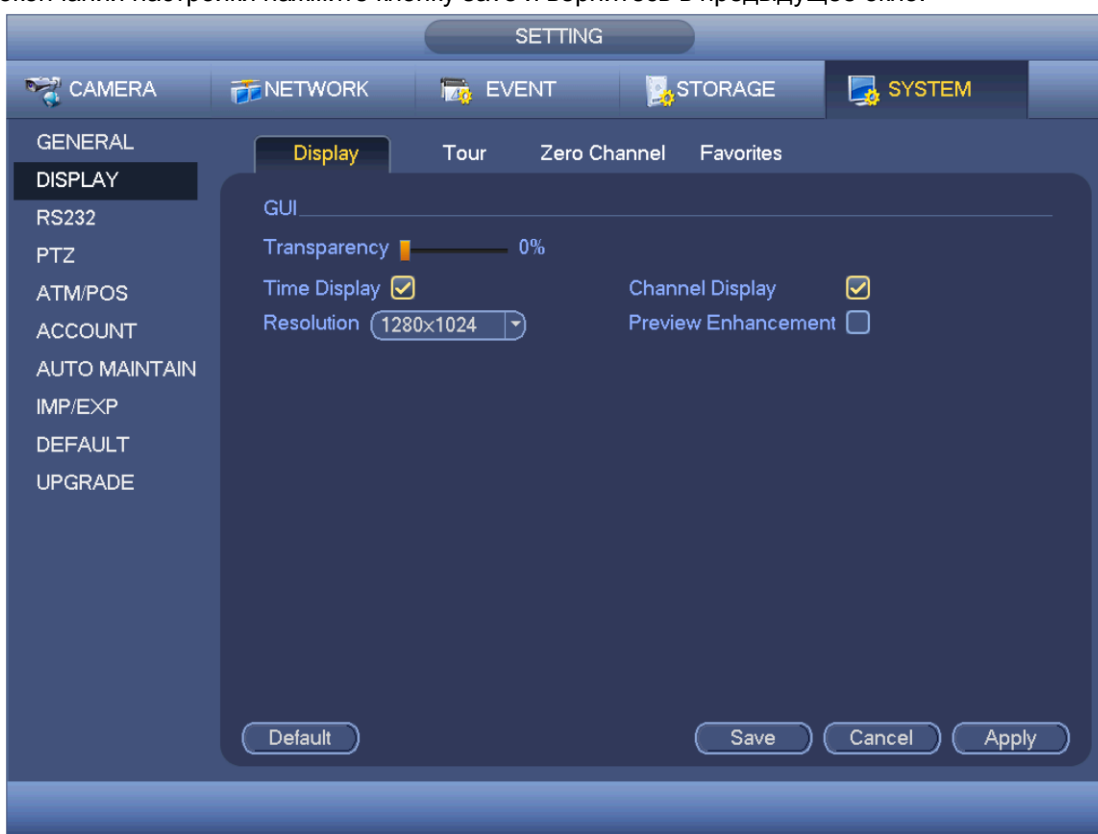 SETTING
CAMERA NETWORK EVENT STORAGE SYSTEM
GENERAL
DISPLAY
RS232
PTZ
ATM/POS
ACCOUNT
AUTO MAINTAIN
IMP/EXP
DEFAULT
UPGRADE
Display Tour Zero Channel Favorites
GUI
Transparency 0%
Time Display Channel Display
Resolution 1280×1024 Preview Enhancement
Default Save Cancel Apply